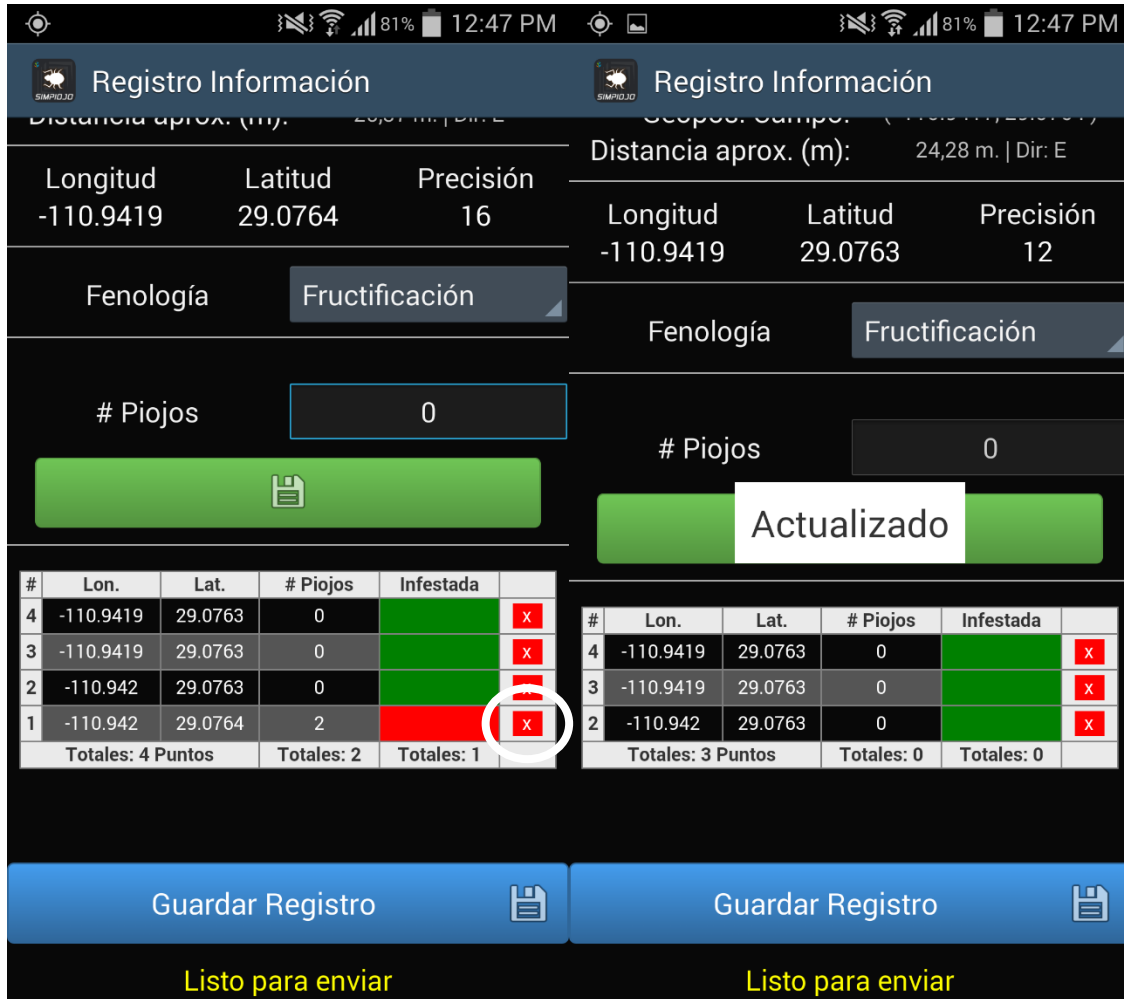 81% 12:47 PM
SIMPIOJO Registro Información
Distancia aprox. (m):
Longitud Latitud Precisión
-110.9419 29.0764 16
Fenología Fructificación
# Piojos 0
# Lon. Lat. # Piojos Infestada
4 -110.9419 29.0763 0 X
3 -110.9419 29.0763 0 X
2 -110.942 29.0763 0 X
1 -110.942 29.0764 2 X
Totales: 4 Puntos Totales: 2 Totales: 1
Guardar Registro
Listo para enviar
81% 12:47 PM
SIMPIOJO Registro Información
Geopos. Campo:
Distancia aprox. (m): 24,28 m. | Dir: E
Longitud Latitud Precisión
-110.9419 29.0763 12
Fenología Fructificación
# Piojos 0
Actualizado
# Lon. Lat. # Piojos Infestada
4 -110.9419 29.0763 0 X
3 -110.9419 29.0763 0 X
2 -110.942 29.0763 0 X
Totales: 3 Puntos Totales: 0 Totales: 0
Guardar Registro
Listo para enviar